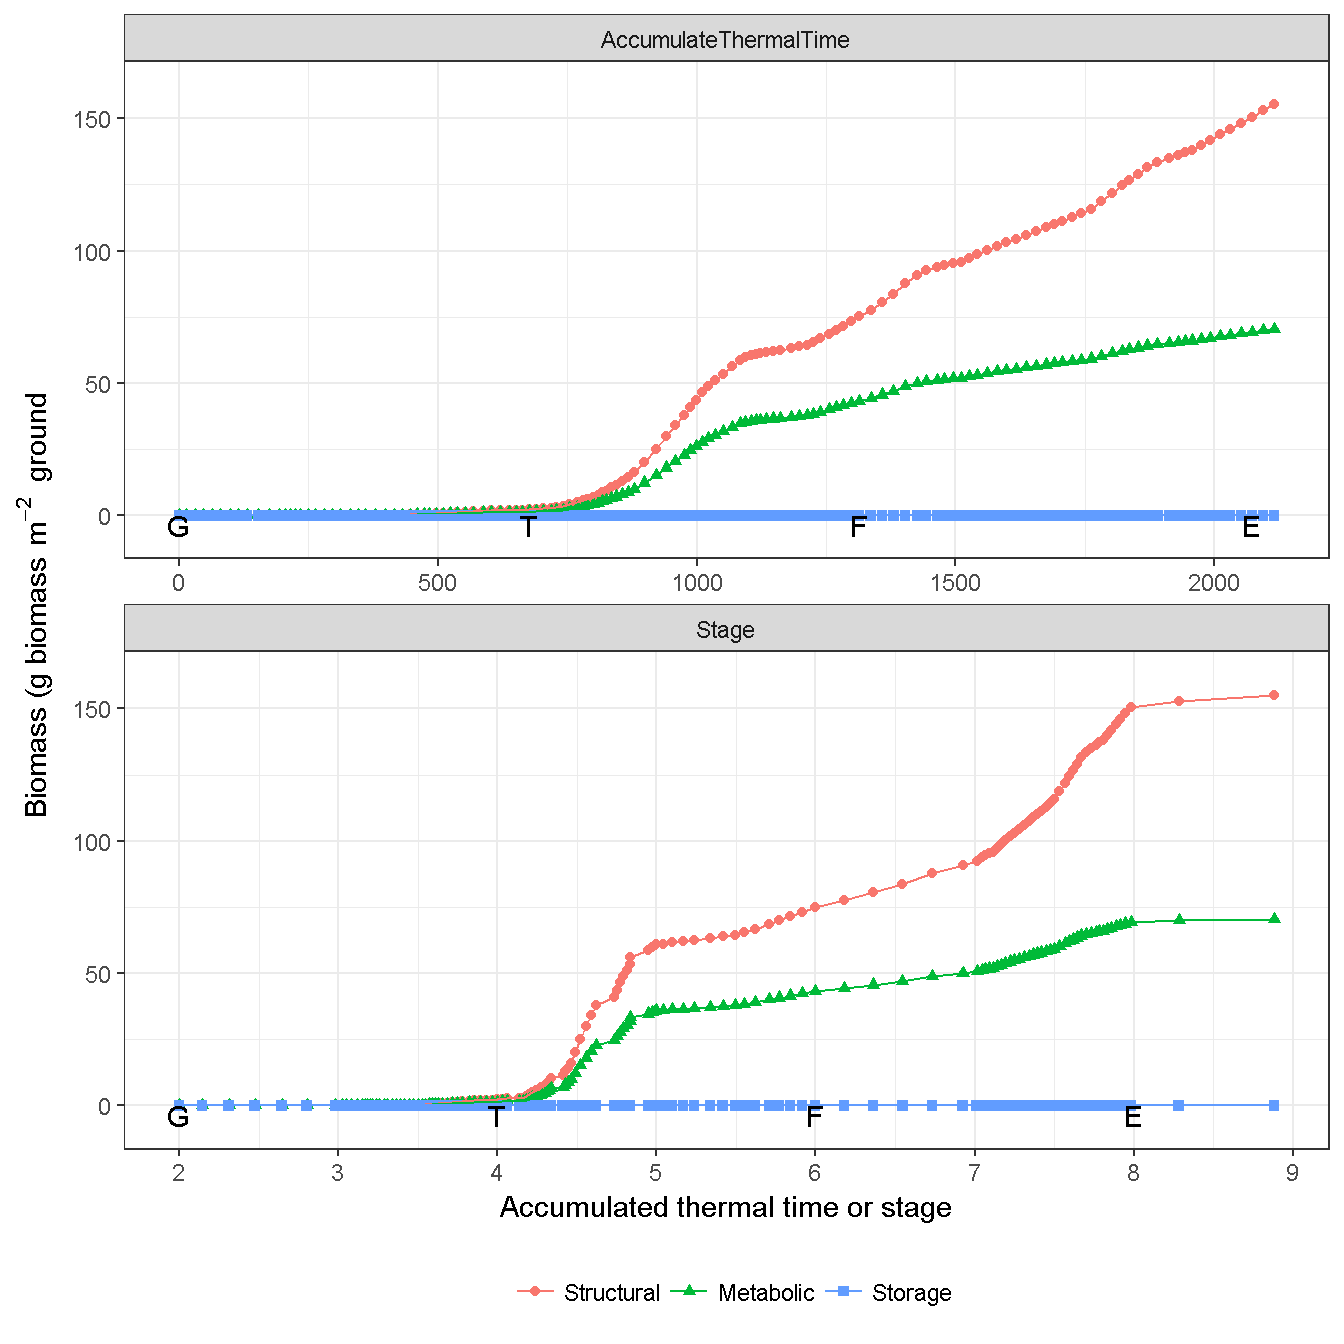 AccumulateThermalTime
150
100
50
0
G T F E
0 500 1000 1500 2000
Stage
150
100
50
0
G T F E
2 3 4 5 6 7 8 9
Biomass (g biomass m⁻² ground
Accumulated thermal time or stage
Structural Metabolic Storage